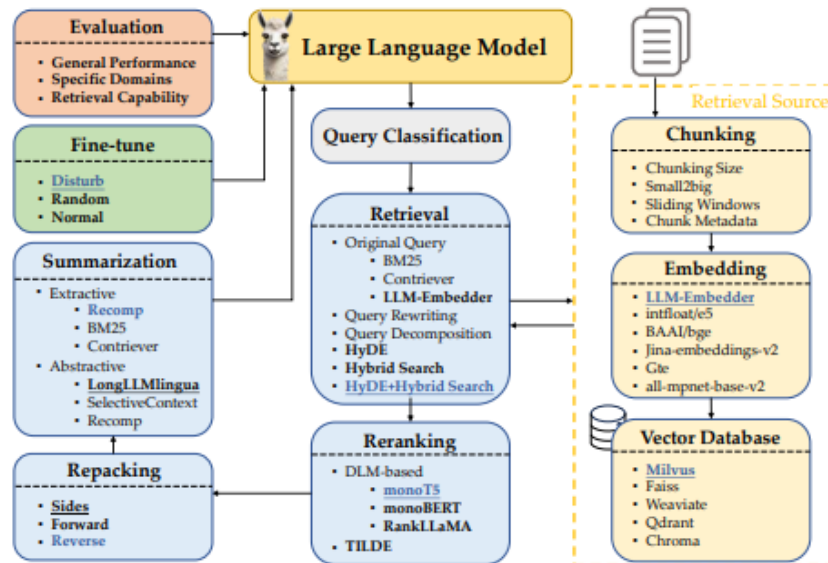 Evaluation
General Performance
Specific Domains
Retrieval Capability
Large Language Model
Fine-tune
Disturb
Random
Normal
Query Classification
Summarization
Extractive
Recomp
BM25
Contriever
Abstractive
LongLLMlingua
SelectiveContext
Recomp
Retrieval
Original Query
BM25
Contriever
LLM-Embedder
Query Rewriting
Query Decomposition
HyDE
Hybrid Search
HyDE+Hybrid Search
Repacking
Sides
Forward
Reverse
Reranking
DLM-based
monoT5
monoBERT
RankLLaMA
TILDE
Retrieval Source
Chunking
Chunking Size
Small2big
Sliding Windows
Chunk Metadata
Embedding
LLM-Embedder
intfloat/e5
BAAI/bge
Jina-embeddings-v2
Gte
all-mpnet-base-v2
Vector Database
Milvus
Faiss
Weaviate
Qdrant
Chroma